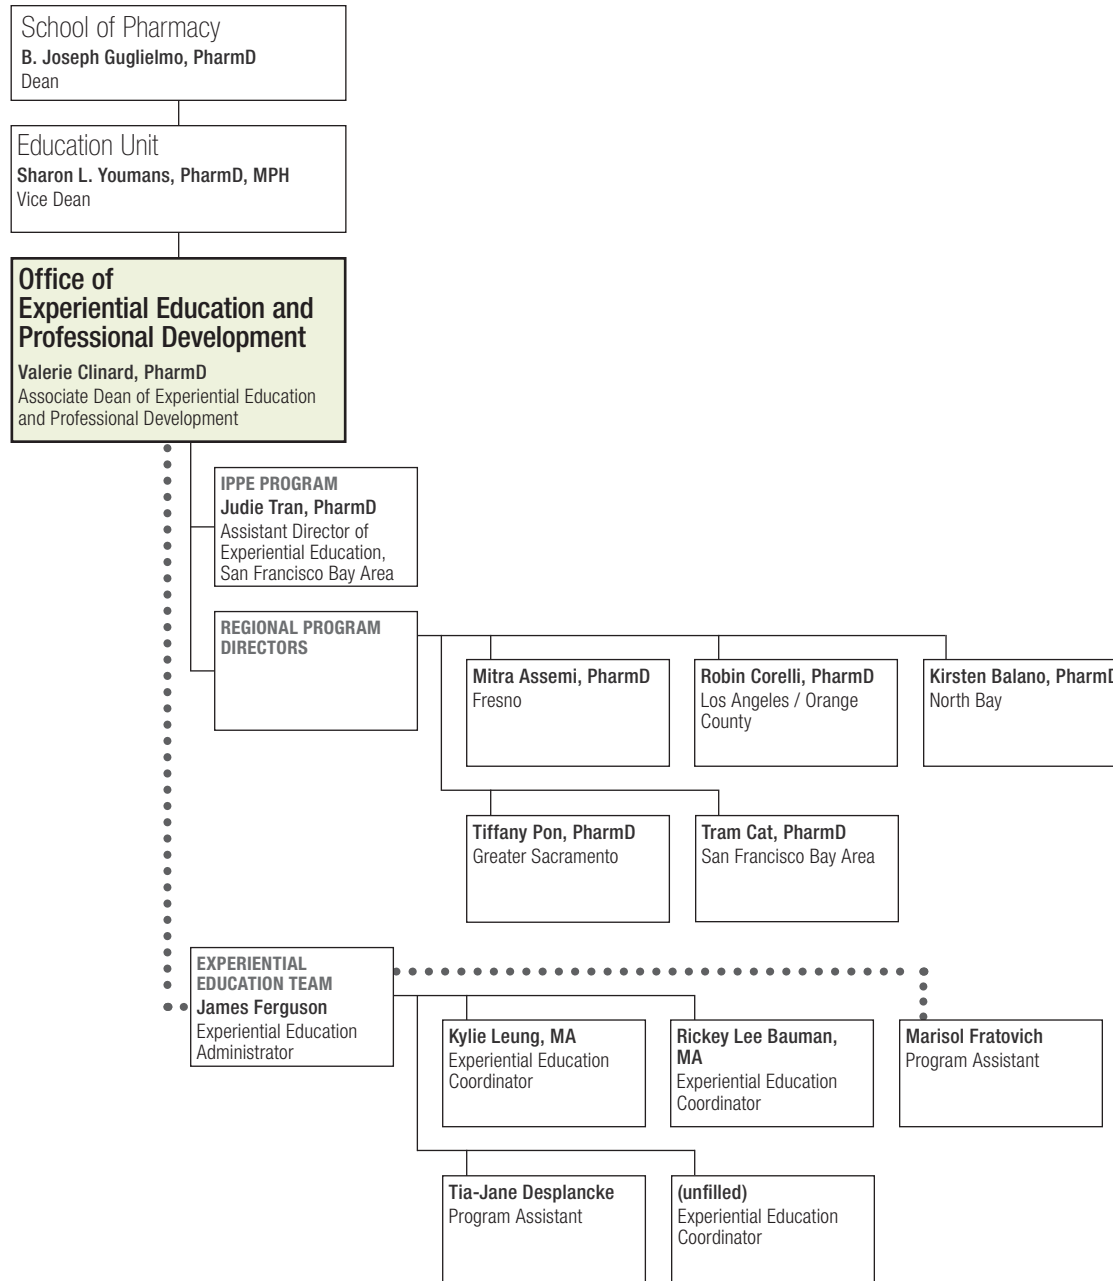 School of Pharmacy
B. Joseph Guglielmo, PharmD
Dean
Education Unit
Sharon L. Youmans, PharmD, MPH
Vice Dean
Office of
Experiential Education and
Professional Development
Valerie Clinard, PharmD
Associate Dean of Experiential Education
and Professional Development
IPPE PROGRAM
Judie Tran, PharmD
Assistant Director of
Experiential Education,
San Francisco Bay Area
REGIONAL PROGRAM
DIRECTORS
Mitra Assemi, PharmD
Fresno
Robin Corelli, PharmD
Los Angeles / Orange
County
Kirsten Balano, PharmD
North Bay
Tiffany Pon, PharmD
Greater Sacramento
Tram Cat, PharmD
San Francisco Bay Area
EXPERIENTIAL
EDUCATION TEAM
James Ferguson
Experiential Education
Administrator
Kylie Leung, MA
Experiential Education
Coordinator
Rickey Lee Bauman,
MA
Experiential Education
Coordinator
Marisol Fratovich
Program Assistant
Tia-Jane Desplancke
Program Assistant
(unfilled)
Experiential Education
Coordinator